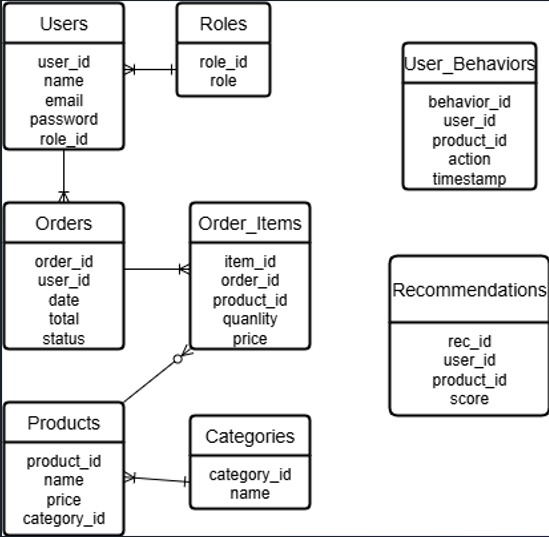 Users
user_id
name
email
password
role_id
Roles
role_id
role
User_Behaviors
behavior_id
user_id
product_id
action
timestamp
Orders
order_id
user_id
date
total
status
Order_Items
item_id
order_id
product_id
quanlity
price
Recommendations
rec_id
user_id
product_id
score
Products
product_id
name
price
category_id
Categories
category_id
name